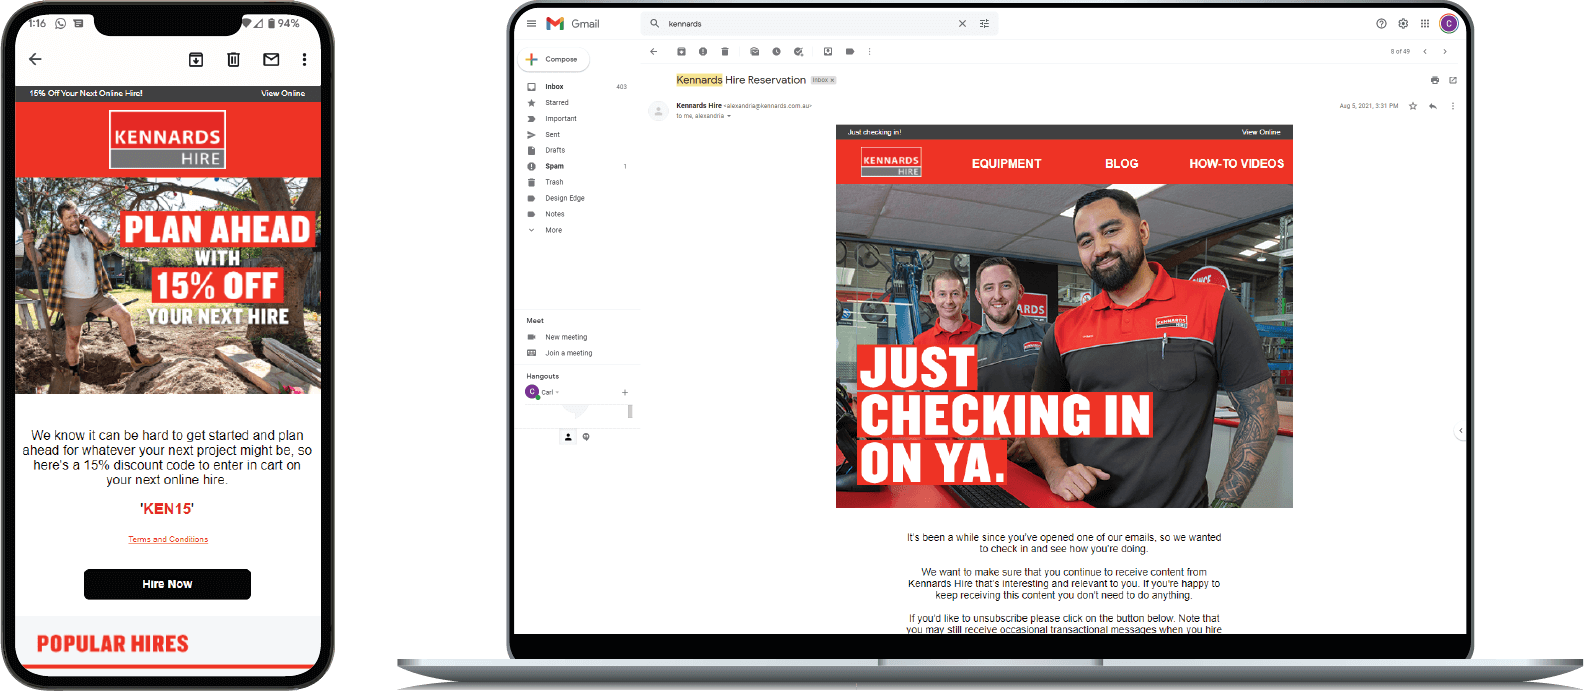 1:16
94%
15% Off Your Next Online Hire!
View Online
KENNARDS
HIRE
PLAN AHEAD
WITH
15% OFF
YOUR NEXT HIRE
We know it can be hard to get started and plan
ahead for whatever your next project might be, so
here's a 15% discount code to enter in cart on
your next online hire.
'KEN15'
Terms and Conditions
Hire Now
POPULAR HIRES
Gmail
kennards
C
Compose
8 of 49
Inbox 403
Starred
Important
Sent
Drafts
Spam 1
Trash
Design Edge
Notes
More
Meet
New meeting
Join a meeting
Hangouts
C Carl
Kennards Hire Reservation Inbox x
Kennards Hire <alexandria@kennards.com.au>
to me, alexandria
Aug 5, 2021, 3:31 PM
Just checking in!
View Online
KENNARDS
HIRE
EQUIPMENT
BLOG
HOW-TO VIDEOS
JUST
CHECKING IN
ON YA.
It's been a while since you've opened one of our emails, so we wanted
to check in and see how you're doing.
We want to make sure that you continue to receive content from
Kennards Hire that's interesting and relevant to you. If you're happy to
keep receiving this content you don't need to do anything.
If you'd like to unsubscribe please click on the button below. Note that
you may still receive occasional transactional messages when you hire